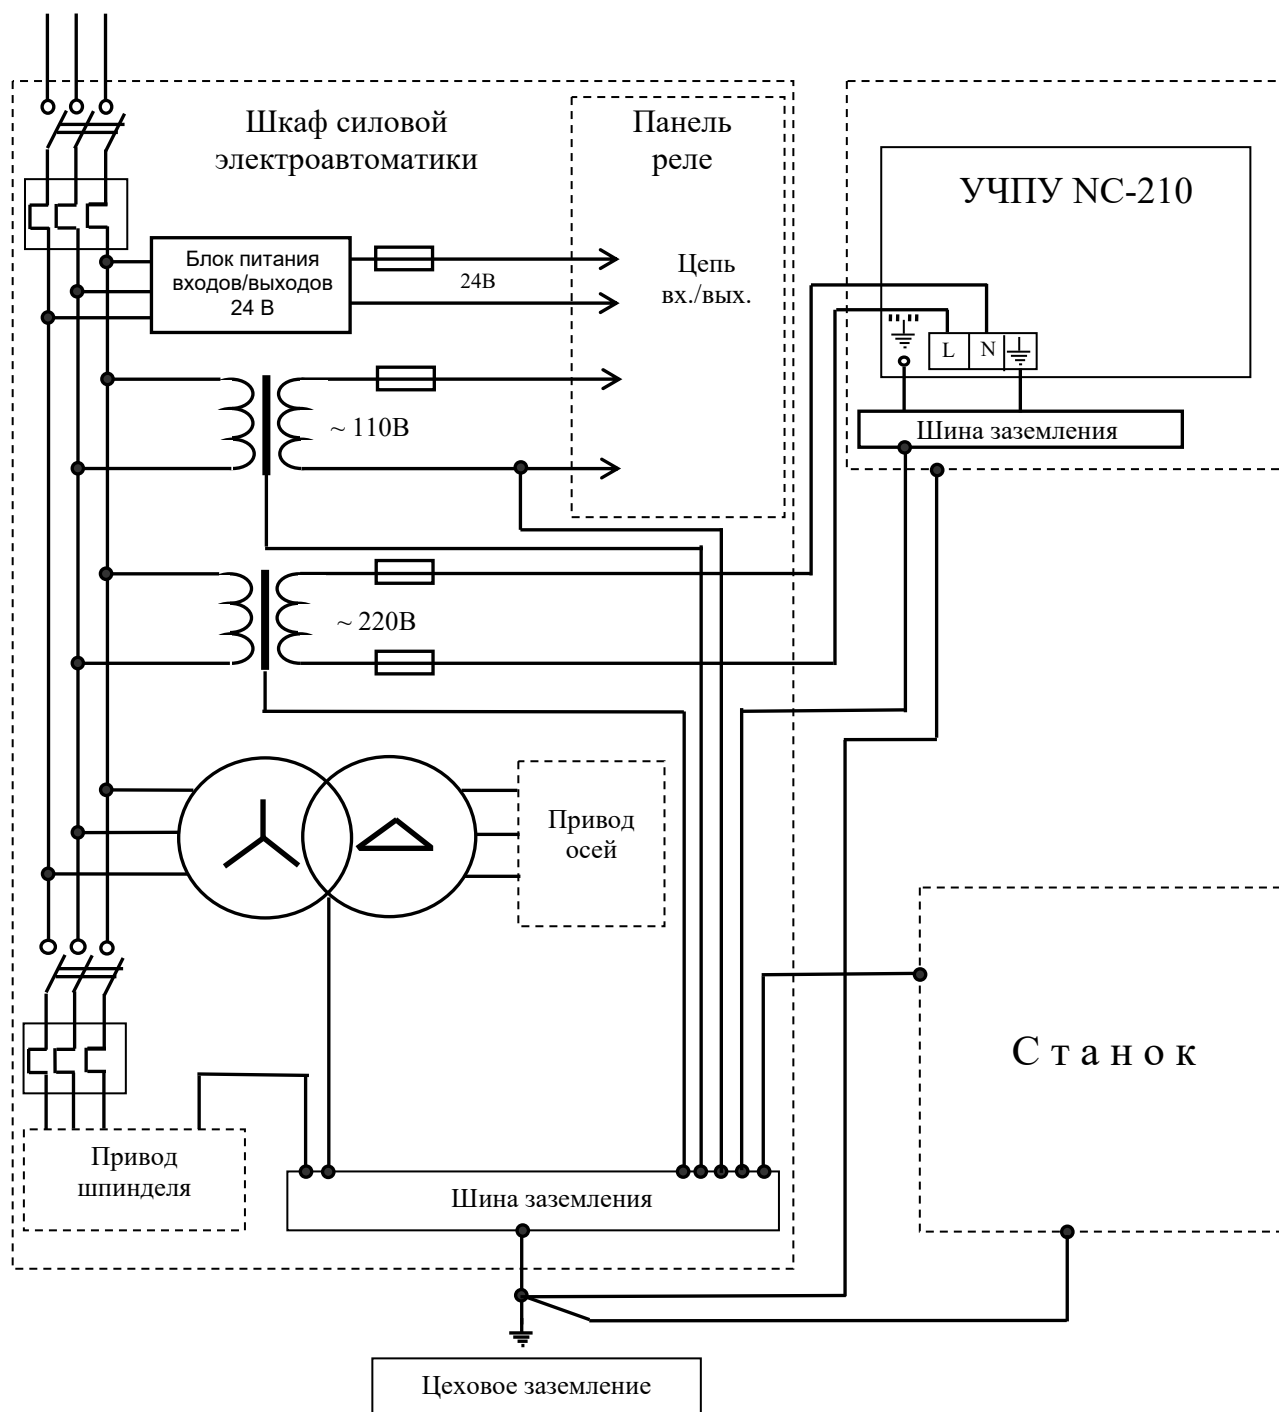 Шкаф силовой
электроавтоматики
Панель
реле
УЧПУ NC-210
Блок питания
входов/выходов
24 В
24В
Цепь
вх./вых.
L
N
~ 110В
Шина заземления
~ 220В
Привод
осей
Станок
Привод
шпинделя
Шина заземления
Цеховое заземление